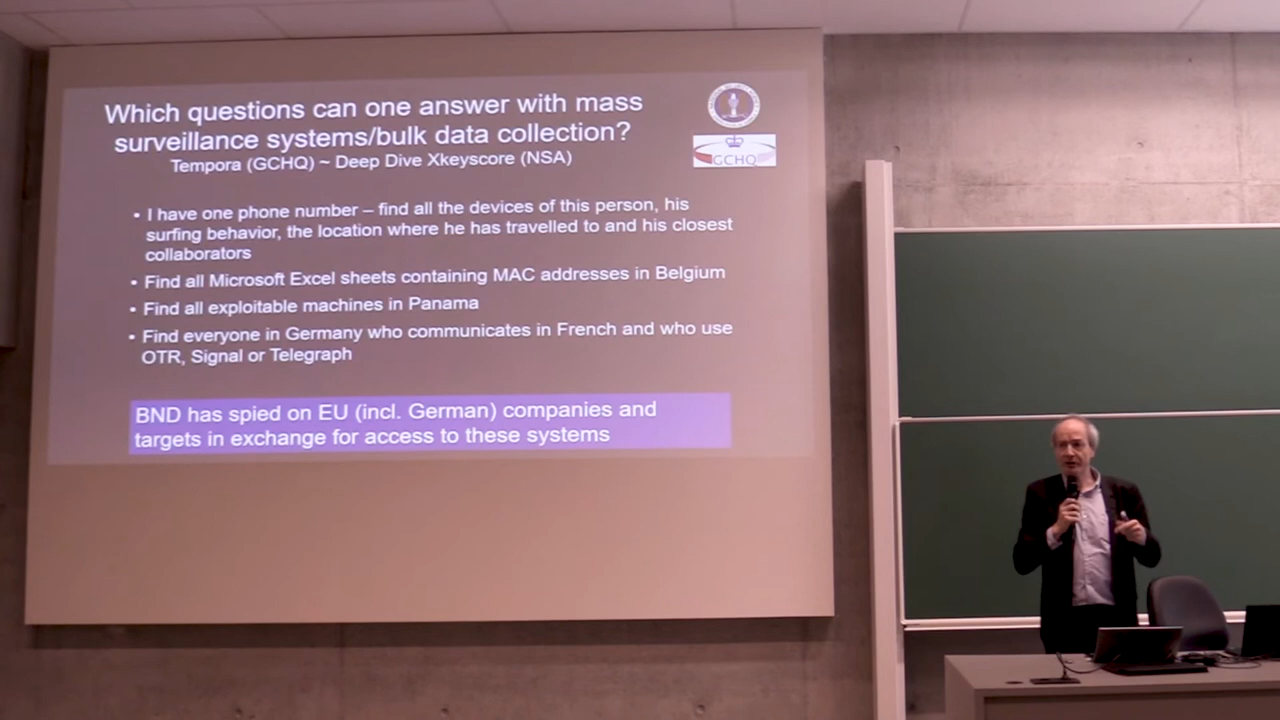 Which questions can one answer with mass
surveillance systems/bulk data collection?
Tempora (GCHQ) ~ Deep Dive Xkeyscore (NSA)
GCHQ
• I have one phone number – find all the devices of this person, his
surfing behavior, the location where he has travelled to and his closest
collaborators
• Find all Microsoft Excel sheets containing MAC addresses in Belgium
• Find all exploitable machines in Panama
• Find everyone in Germany who communicates in French and who use
OTR, Signal or Telegraph
BND has spied on EU (incl. German) companies and
targets in exchange for access to these systems